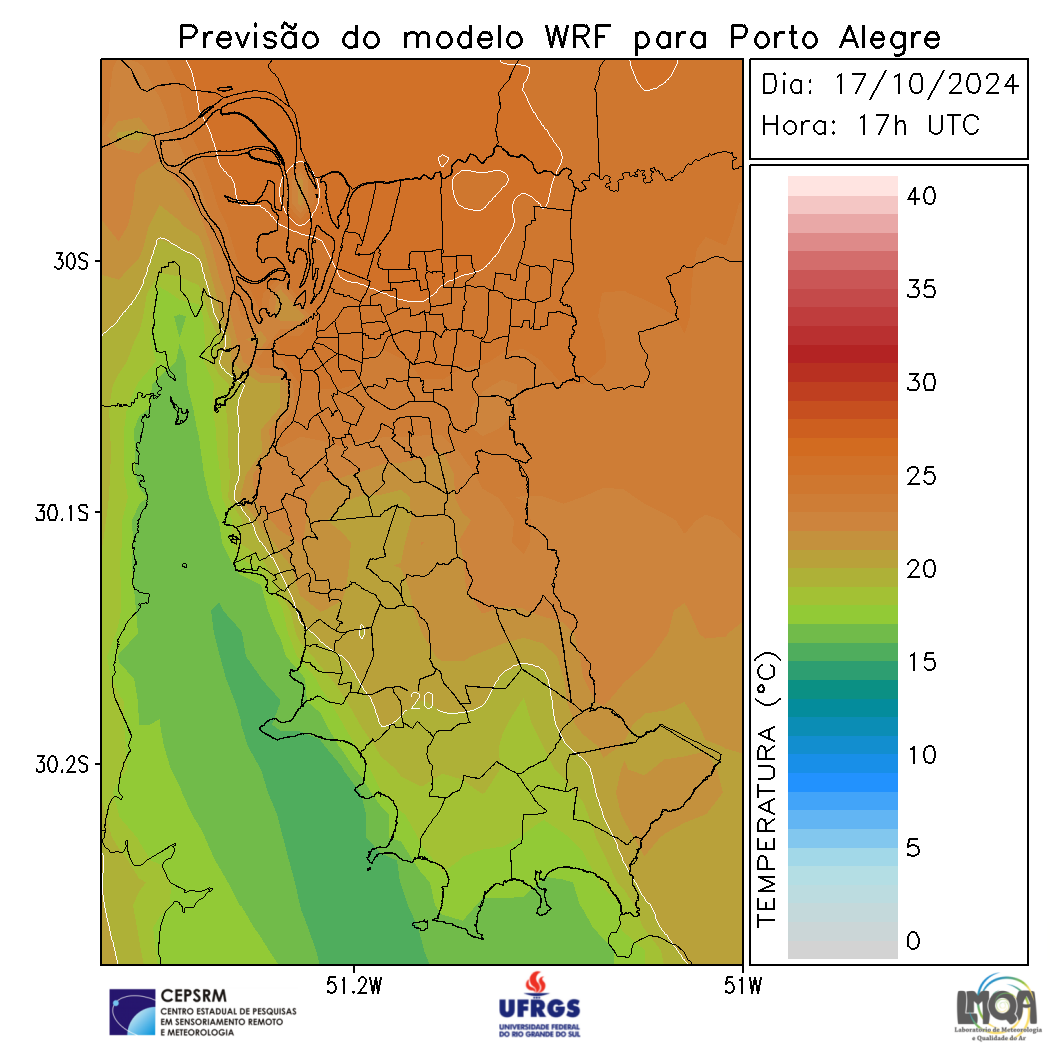 Previsão do modelo WRF para Porto Alegre
Dia: 17/10/2024
Hora: 17h UTC
40
35
30
25
20
15
10
5
0
TEMPERATURA (°C)
30S
30.1S
30.2S
51.2W
51W
20
0
CEPSRM
CENTRO ESTADUAL DE PESQUISAS
EM SENSORIAMENTO REMOTO
E METEOROLOGIA
UFRGS
UNIVERSIDADE FEDERAL
DO RIO GRANDE DO SUL
LMQA
Laboratório de Meteorologia
e Qualidade do Ar